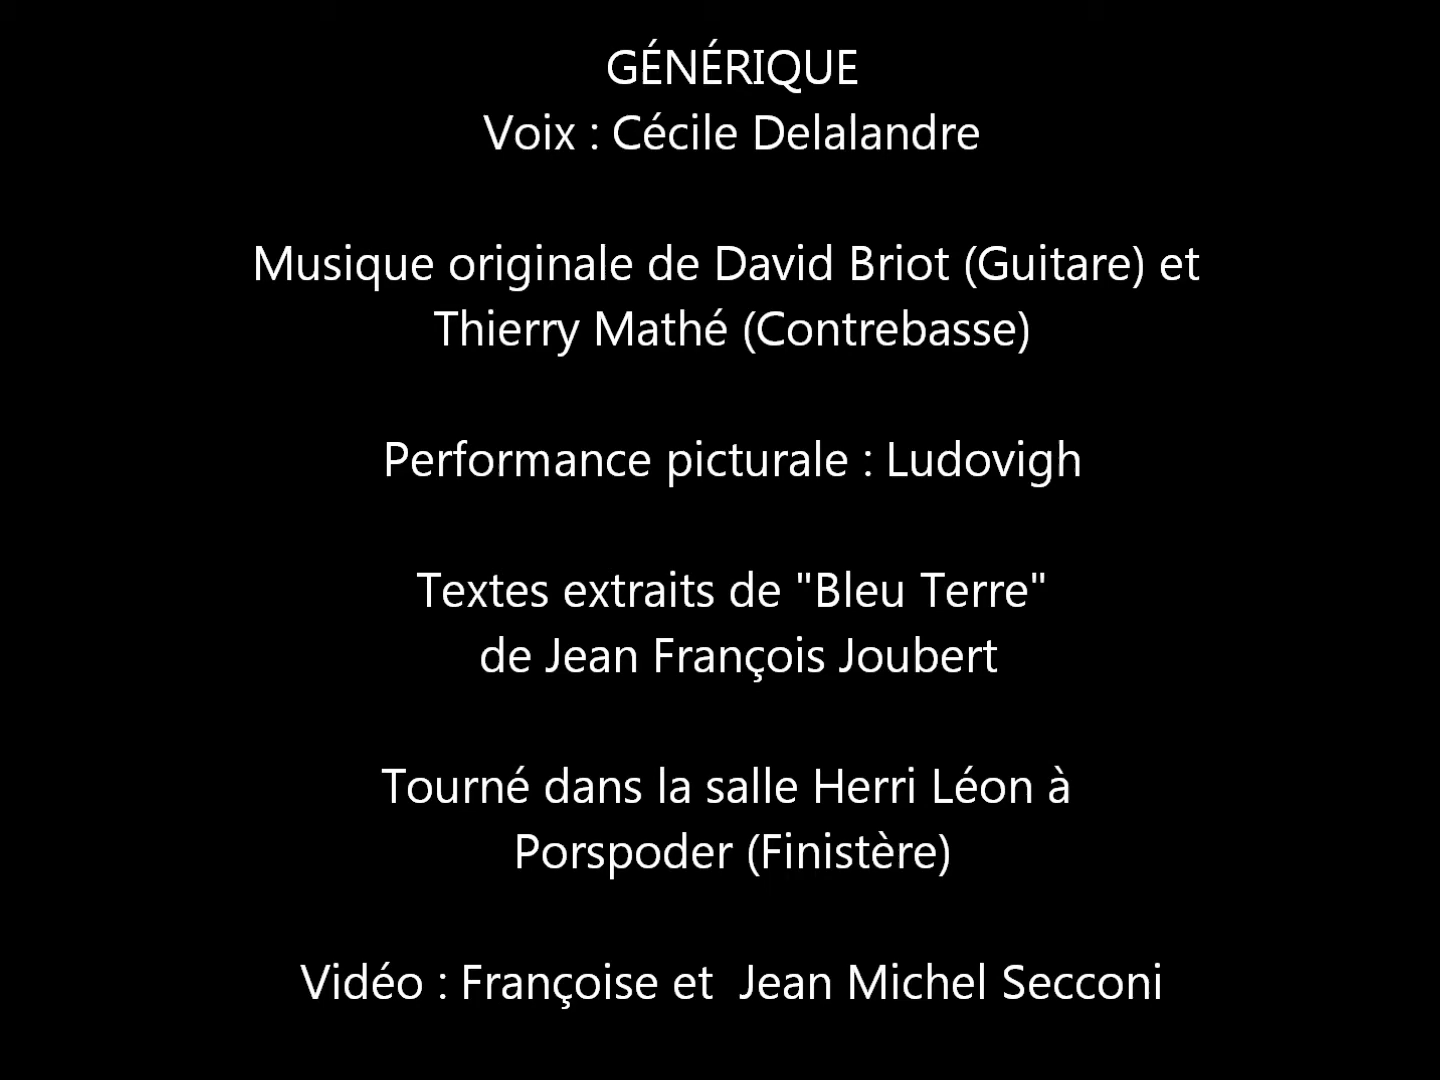 GÉNÉRIQUE
Voix : Cécile Delalandre
Musique originale de David Briot (Guitare) et
Thierry Mathé (Contrebasse)
Performance picturale : Ludovigh
Textes extraits de "Bleu Terre"
de Jean François Joubert
Tourné dans la salle Herri Léon à
Porspoder (Finistère)
Vidéo : Françoise et  Jean Michel Secconi